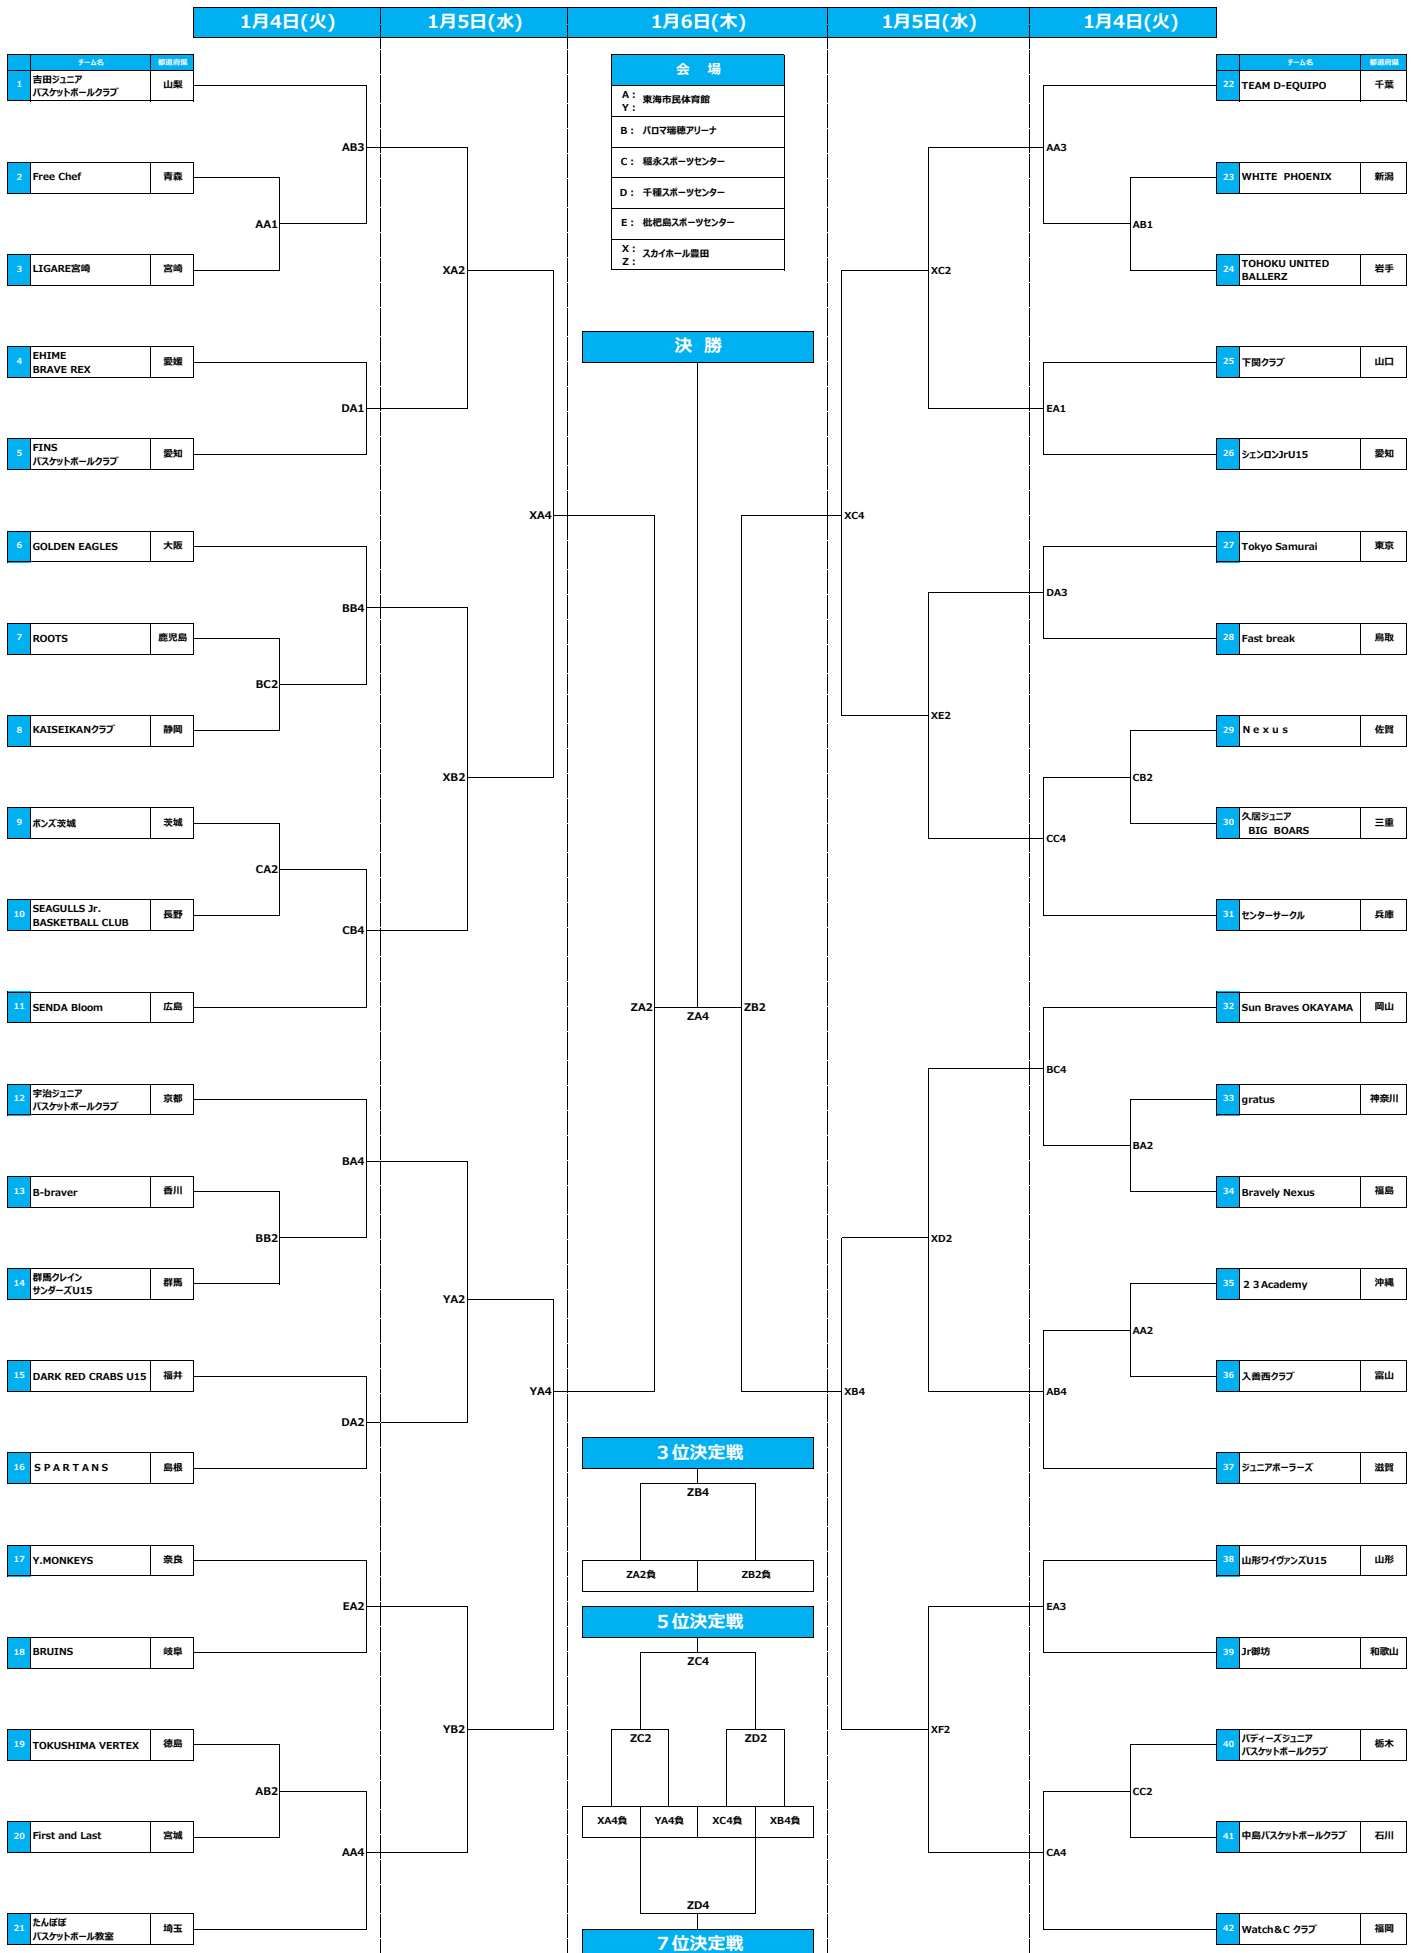 1月4日(火)
1月5日(水)
1月6日(木)
1月5日(水)
1月4日(火)
チーム名 都道府県
1 吉田ジュニア
バスケットボールクラブ 山梨
2 Free Chef 青森
3 LIGARE宮崎 宮崎
4 EHIME
BRAVE REX 愛媛
5 FINS
バスケットボールクラブ 愛知
6 GOLDEN EAGLES 大阪
7 ROOTS 鹿児島
8 KAISEIKANクラブ 静岡
9 ボンズ茨城 茨城
10 SEAGULLS Jr.
BASKETBALL CLUB 長野
11 SENDA Bloom 広島
12 宇治ジュニア
バスケットボールクラブ 京都
13 B-braver 香川
14 群馬クレイン
サンダーズU15 群馬
15 DARK RED CRABS U15 福井
16 ＳＰＡＲＴＡＮＳ 島根
17 Y.MONKEYS 奈良
18 BRUINS 岐阜
19 TOKUSHIMA VERTEX 徳島
20 First and Last 宮城
21 たんぽぽ
バスケットボール教室 埼玉
AB3
AA1
DA1
BB4
BC2
CA2
CB4
BA4
BB2
DA2
EA2
AB2
AA4
XA2
XB2
YA2
YB2
XA4
YA4
会 場
A：
Y： 東海市民体育館
B： パロマ瑞穂アリーナ
C： 稲永スポーツセンター
D： 千種スポーツセンター
E： 枇杷島スポーツセンター
X：
Z： スカイホール豊田
決 勝
ZA2
ZA4
ZB2
３位決定戦
ZB4
ZA2負 ZB2負
５位決定戦
ZC4
ZC2 ZD2
XA4負 YA4負 XC4負 XB4負
ZD4
７位決定戦
XC4
XB4
XC2
XE2
XD2
XF2
AA3
AB1
EA1
DA3
CB2
CC4
BC4
BA2
AA2
AB4
EA3
CC2
CA4
チーム名 都道府県
22 TEAM D-EQUIPO 千葉
23 WHITE PHOENIX 新潟
24 TOHOKU UNITED
BALLERZ 岩手
25 下関クラブ 山口
26 シェンロンJrU15 愛知
27 Tokyo Samurai 東京
28 Fast break 鳥取
29 Ｎｅｘｕｓ 佐賀
30 久居ジュニア
BIG BOARS 三重
31 センターサークル 兵庫
32 Sun Braves OKAYAMA 岡山
33 gratus 神奈川
34 Bravely Nexus 福島
35 ２３Academy 沖縄
36 入善西クラブ 富山
37 ジュニアボーラーズ 滋賀
38 山形ワイヴァンズU15 山形
39 Jr御坊 和歌山
40 バディーズジュニア
バスケットボールクラブ 栃木
41 中島バスケットボールクラブ 石川
42 Watch＆C クラブ 福岡